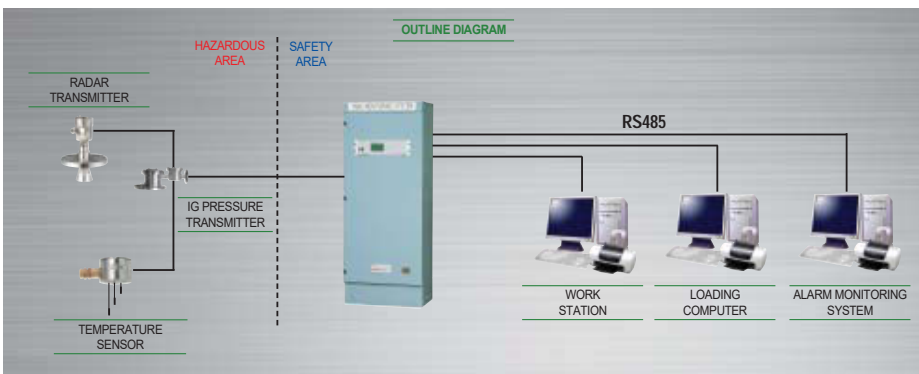 OUTLINE DIAGRAM
HAZARDOUS
AREA
SAFETY
AREA
RADAR
TRANSMITTER
RS485
IG PRESSURE
TRANSMITTER
WORK
STATION
LOADING
COMPUTER
ALARM MONITORING
SYSTEM
TEMPERATURE
SENSOR